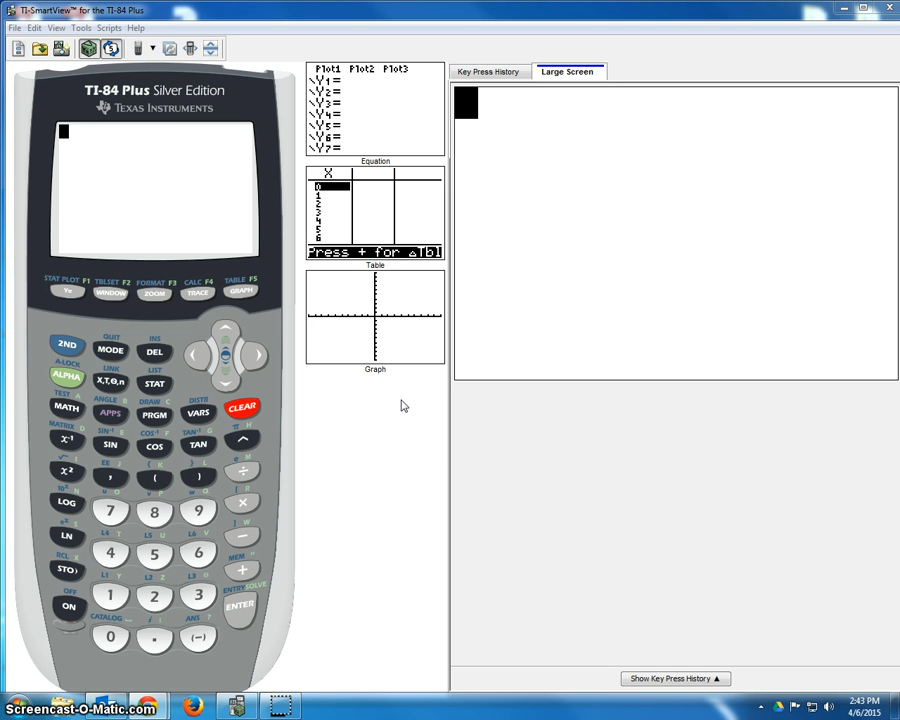 TI-SmartView™ for the TI-84 Plus
File Edit View Tools Scripts Help
TI-84 Plus Silver Edition
TEXAS INSTRUMENTS
STAT PLOT F1 TBLSET F2 FORMAT F3 CALC F4 TABLE F5
Y= WINDOW ZOOM TRACE GRAPH
QUIT INS
2ND MODE DEL
A-LOCK LINK LIST
ALPHA X,T,Θ,n STAT
TEST A ANGLE B DRAW C DISTR
MATH APPS PRGM VARS CLEAR
MATRIX D SIN⁻¹ E COS⁻¹ F TAN⁻¹ G π H
X⁻¹ SIN COS TAN ^
√ I EE J { K } L e M
X² , ( ) ÷
10ˣ N u O v P w Q [ R
LOG 7 8 9 ×
eˣ S L4 T L5 U L6 V ] W
LN 4 5 6 −
RCL X L1 Y L2 Z L3 Θ MEM "
STO› 1 2 3 +
OFF CATALOG i : ANS ? ENTRY SOLVE
ON 0 . (−) ENTER
Plot1 Plot2 Plot3
\Y1=
\Y2=
\Y3=
\Y4=
\Y5=
\Y6=
\Y7=
Equation
X
0
1
2
3
4
5
6
Press + for △Tbl
Table
Graph
Key Press History Large Screen
Show Key Press History ▲
Screencast-O-Matic.com
2:43 PM
4/6/2015